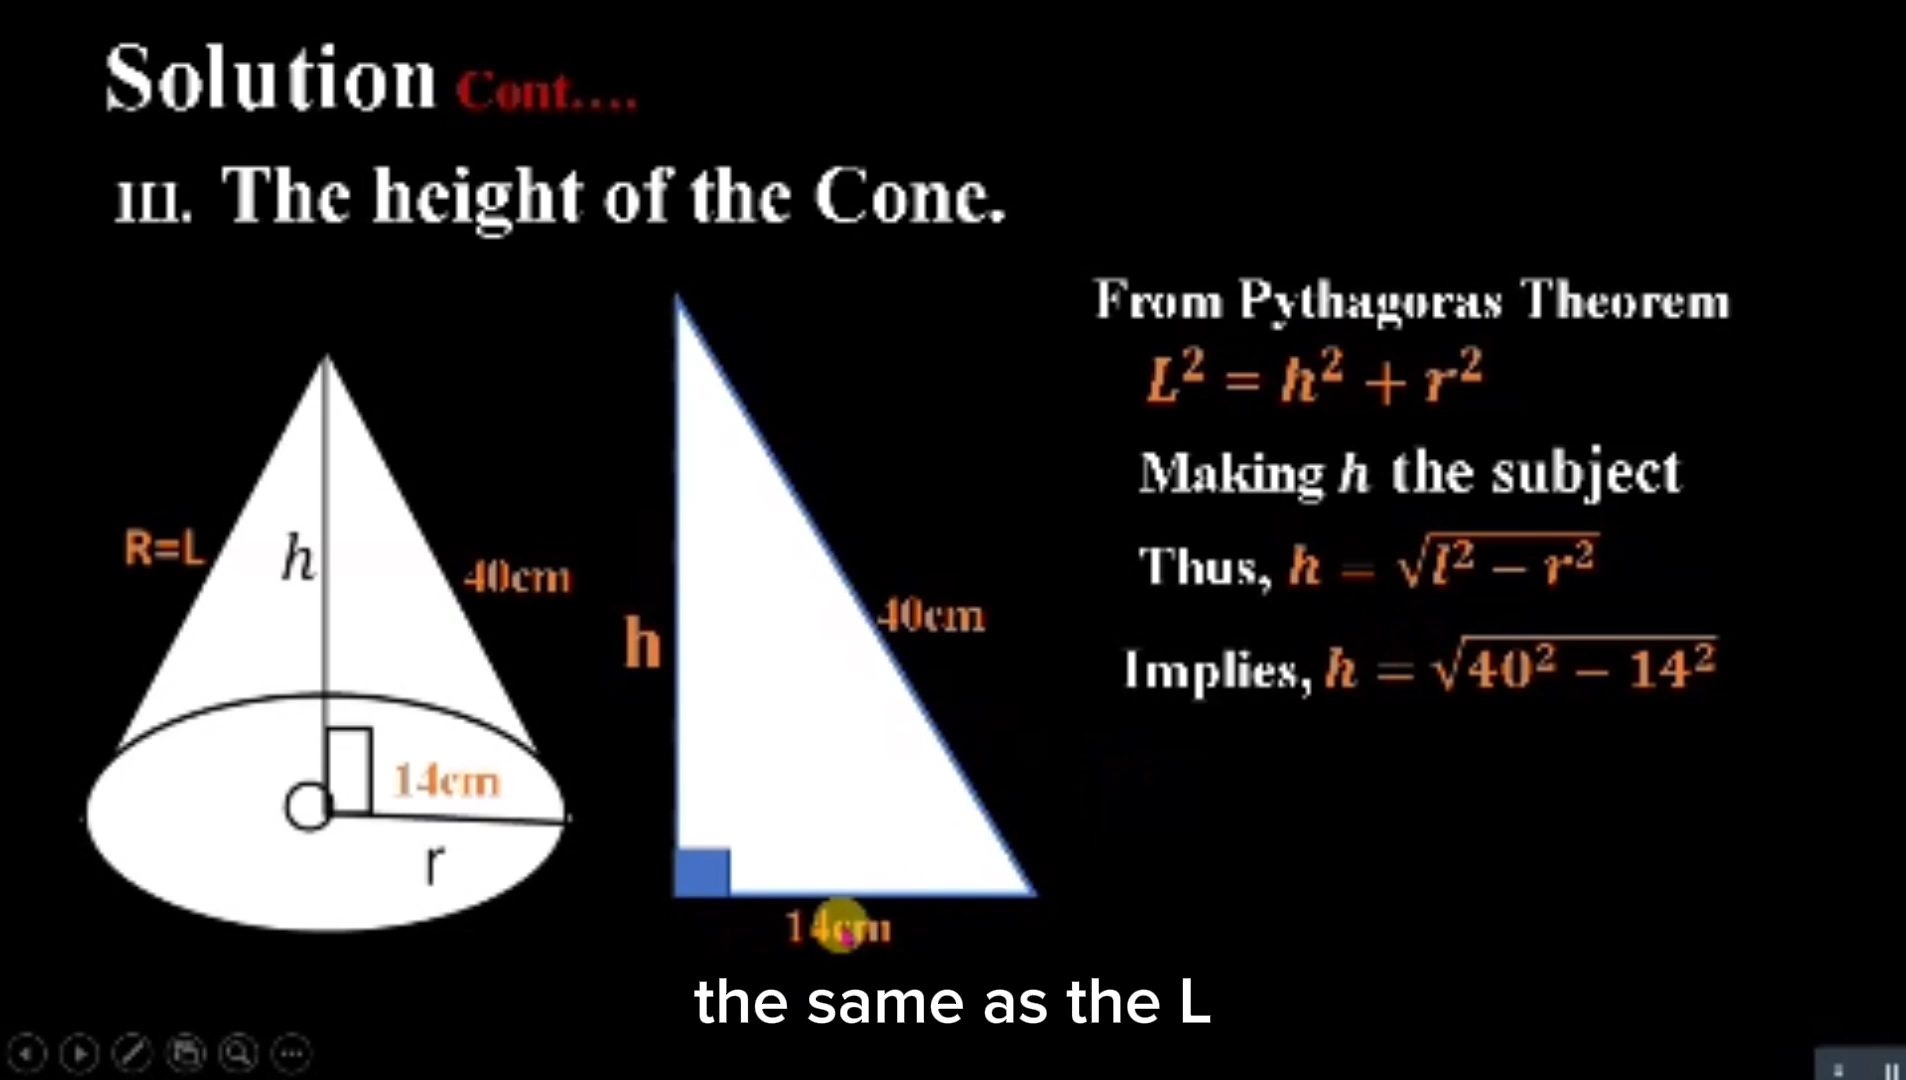 Solution Cont....
III. The height of the Cone.
From Pythagoras Theorem
L² = h² + r²
Making h the subject
Thus, h = √l² − r²
Implies, h = √40² − 14²
R=L
h
40cm
14cm
r
h
40cm
14cm
the same as the L